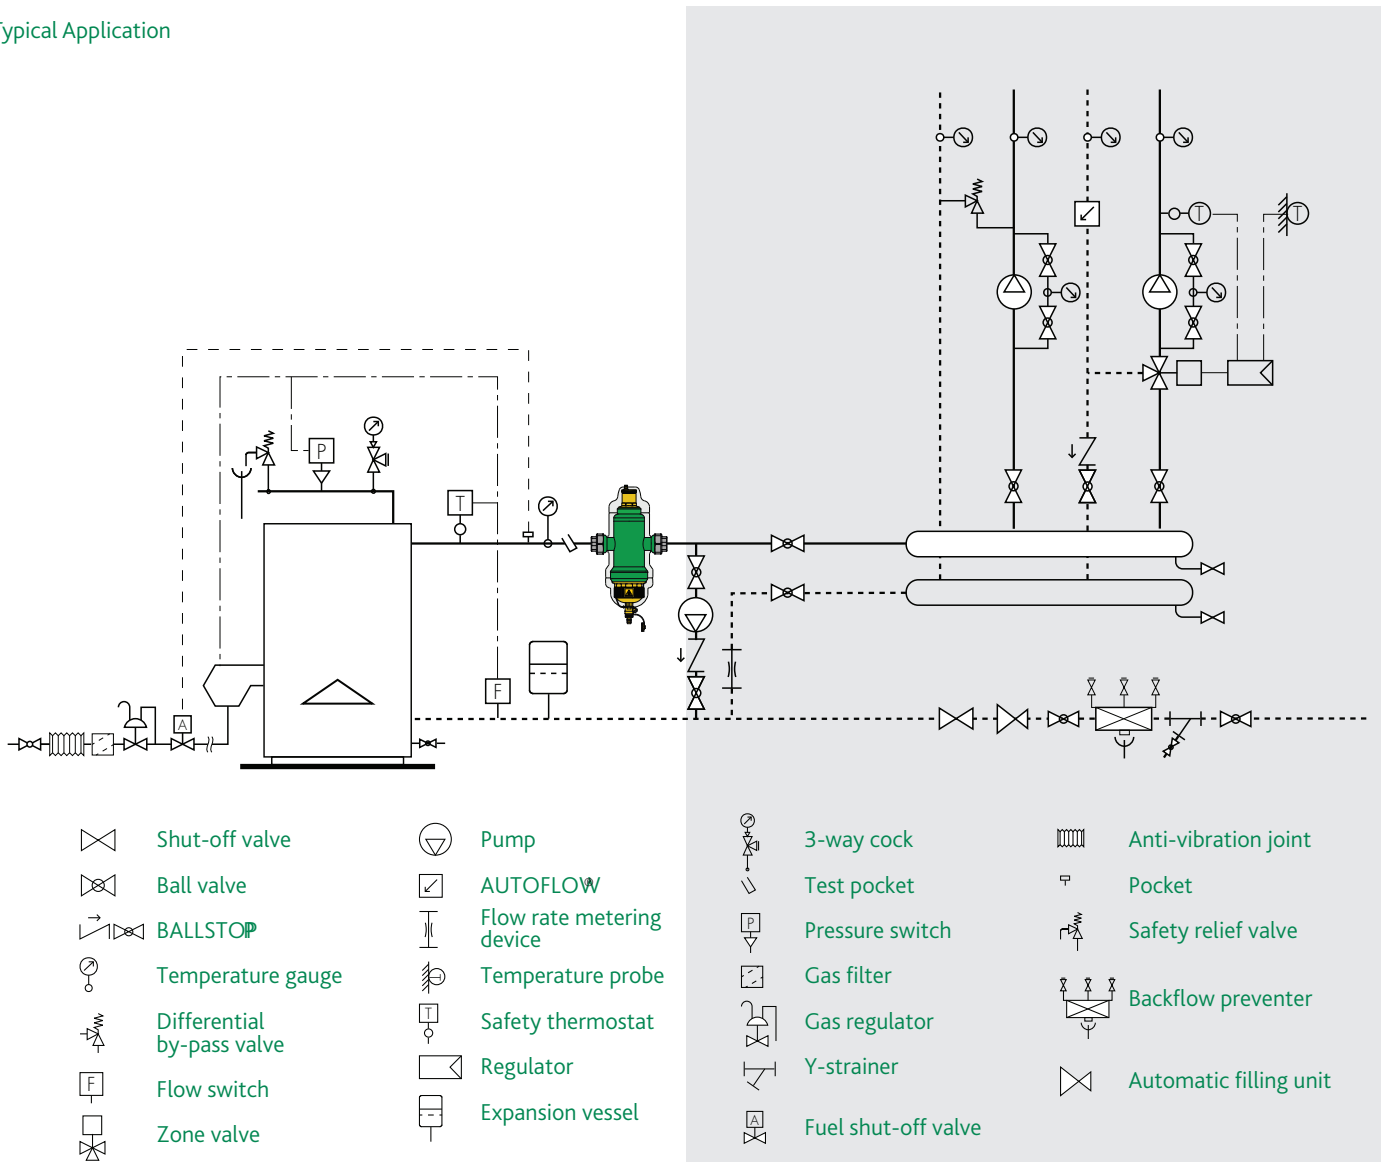 Typical Application
T
T
P
T
F
A
Shut-off valve
Ball valve
BALLSTOP
Temperature gauge
Differential
by-pass valve
F
Flow switch
Zone valve
Pump
AUTOFLOW®
Flow rate metering
device
Temperature probe
T
Safety thermostat
Regulator
Expansion vessel
3-way cock
Test pocket
P
Pressure switch
Gas filter
Gas regulator
Y-strainer
A
Fuel shut-off valve
Anti-vibration joint
Pocket
Safety relief valve
Backflow preventer
Automatic filling unit